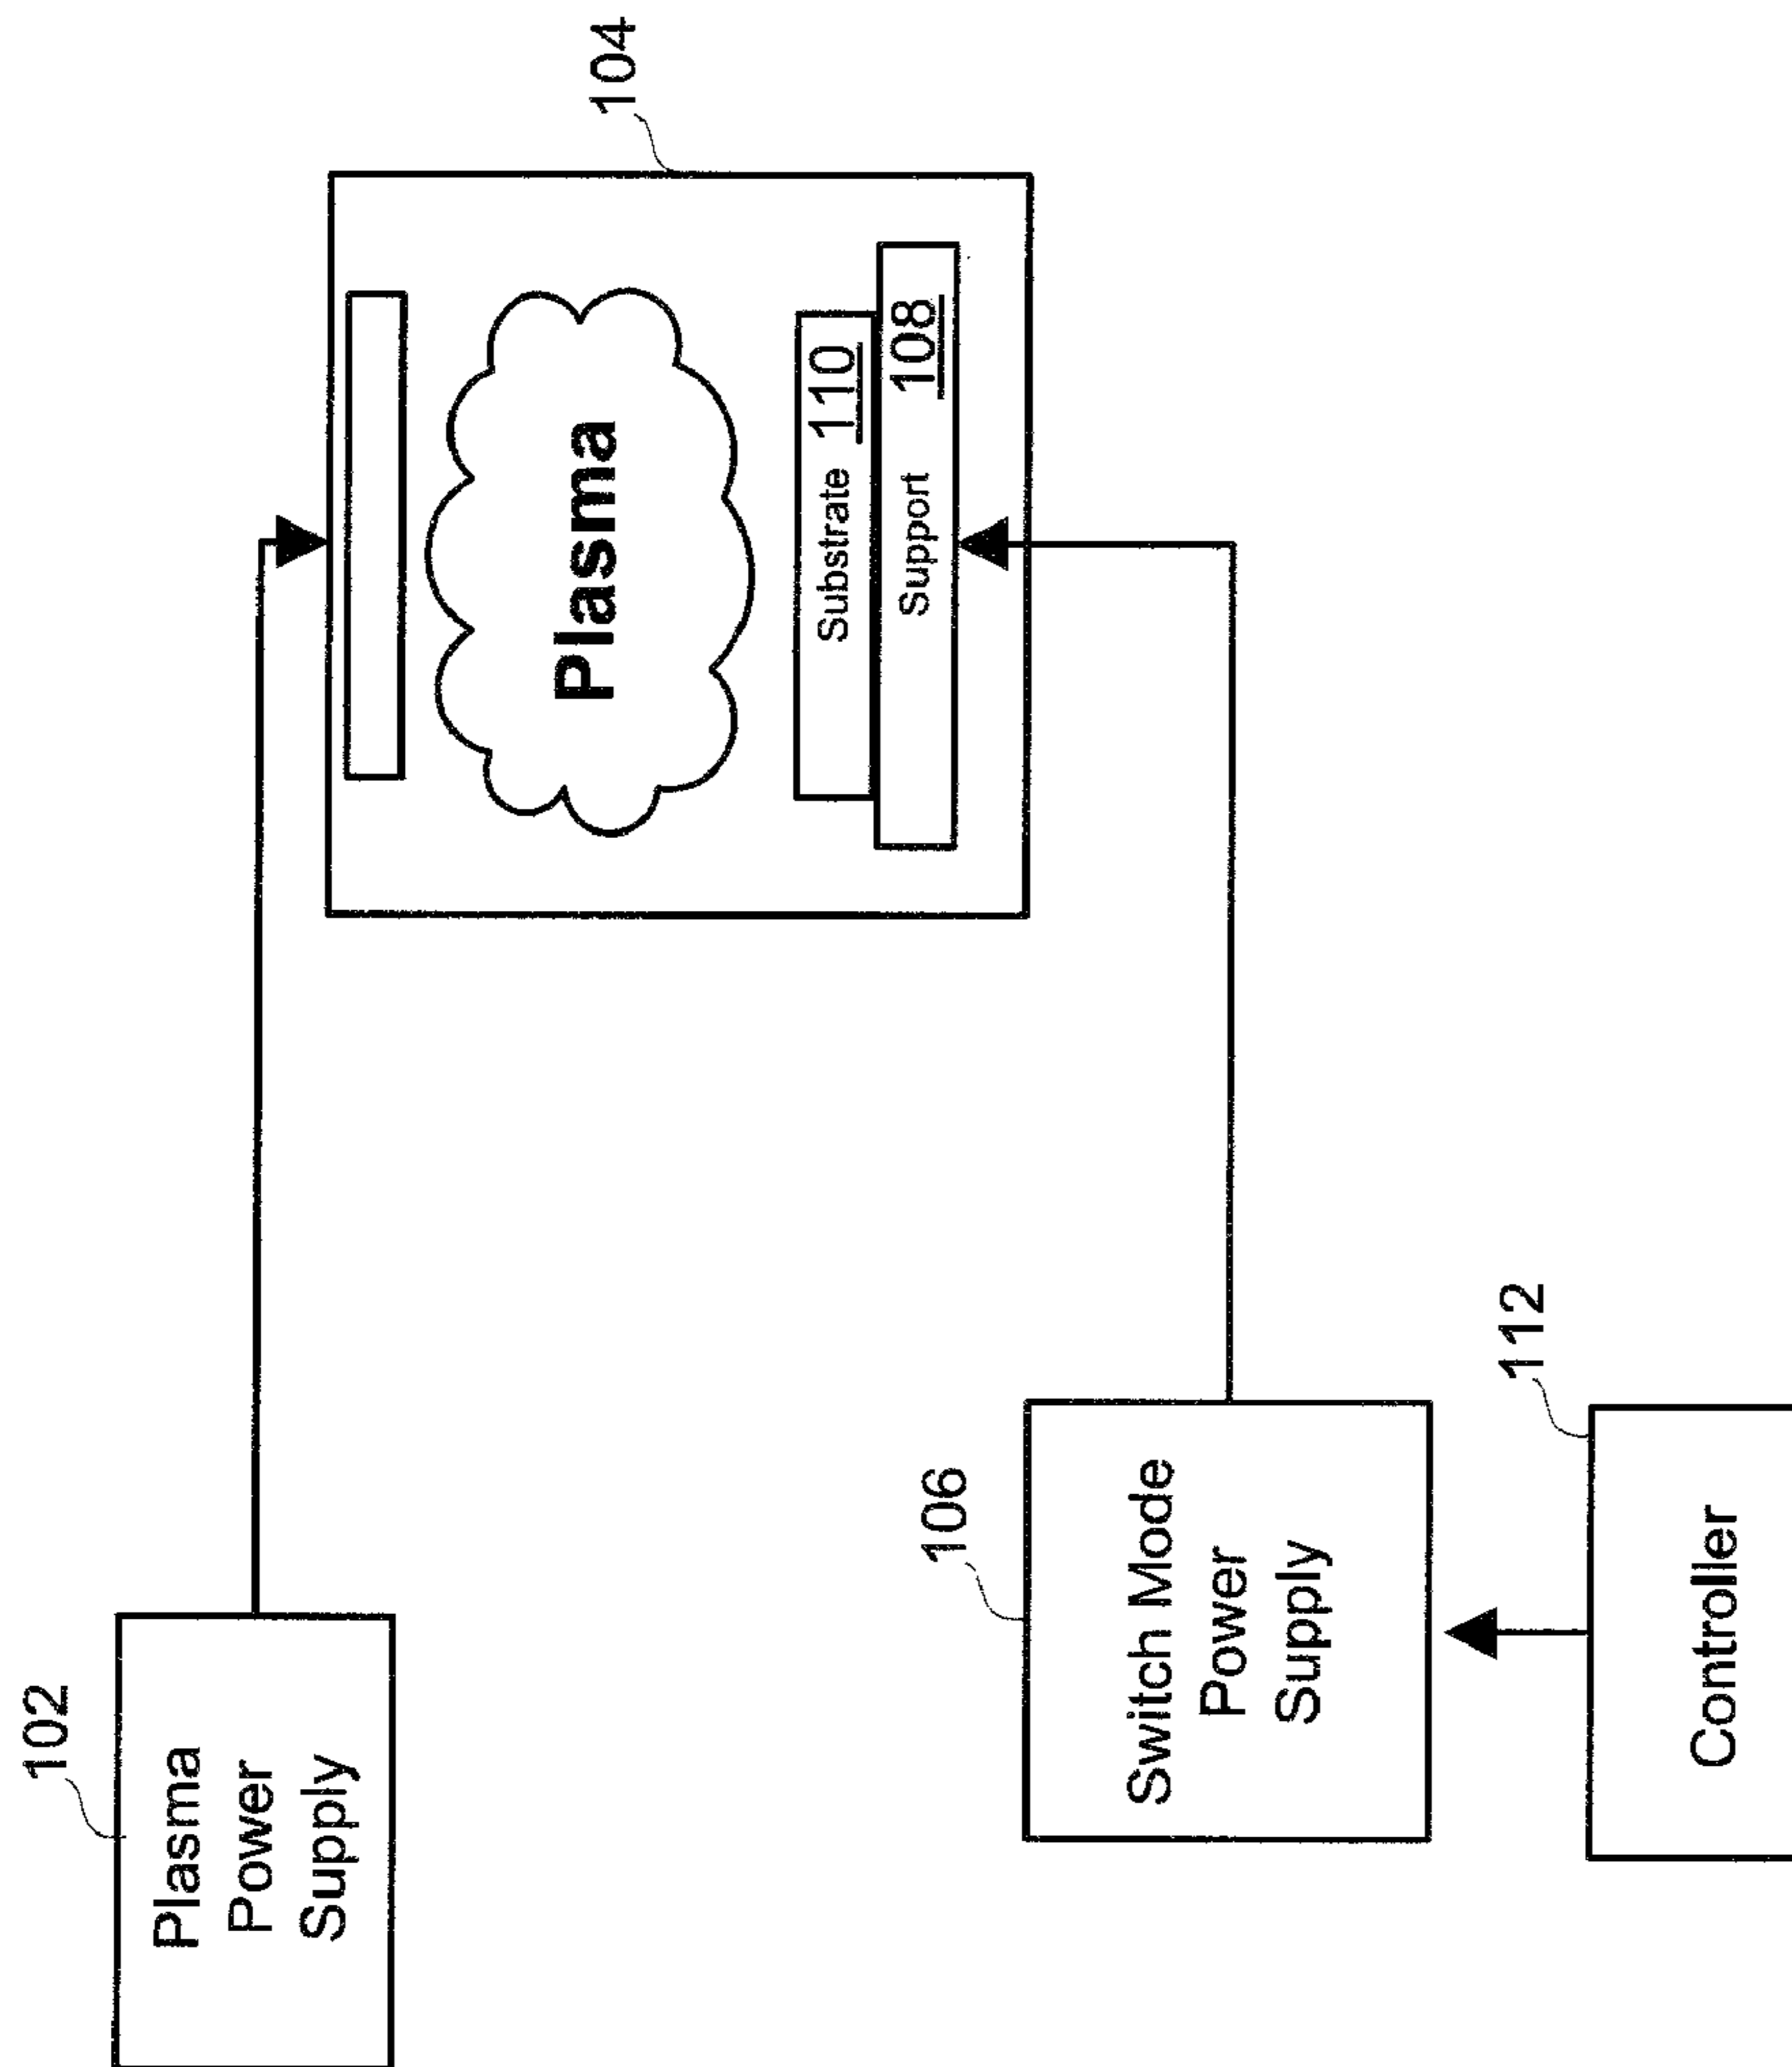 102
Plasma
Power
Supply
104
Plasma
Substrate 110
Support 108
106
Switch Mode
Power
Supply
112
Controller